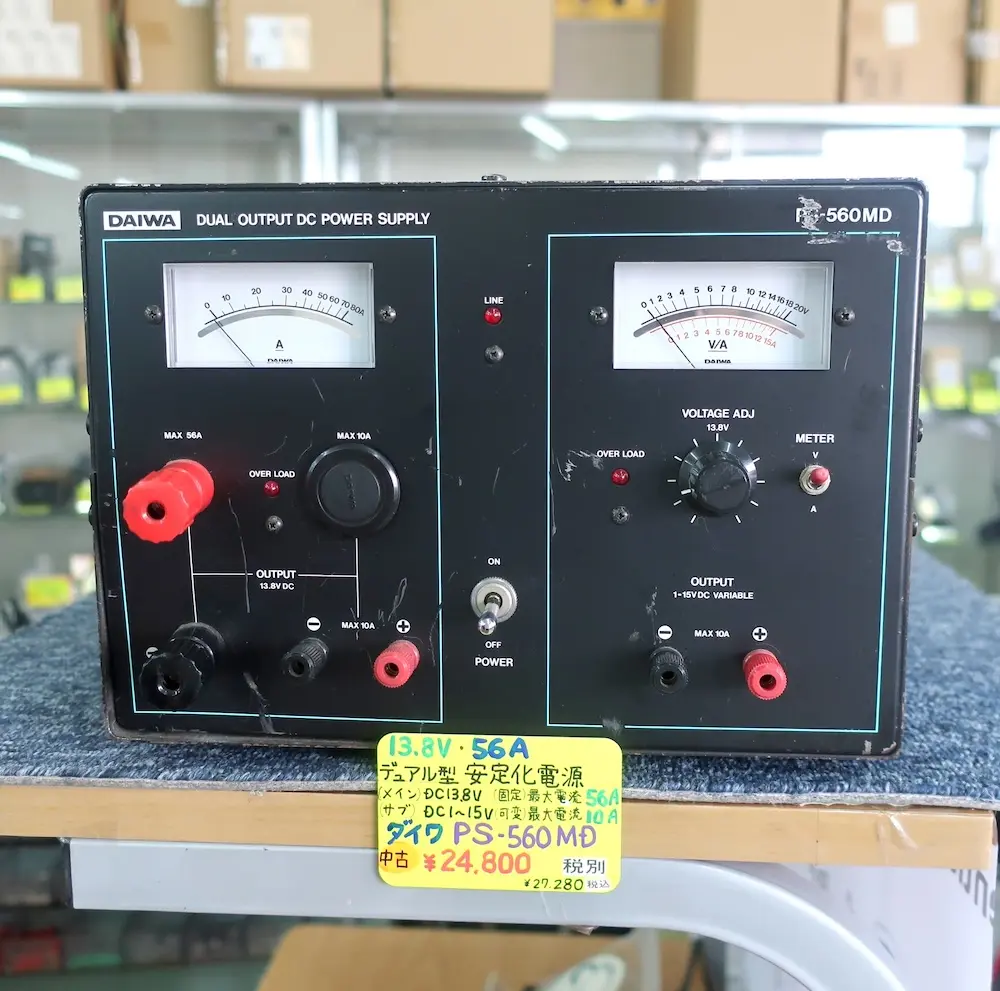 DAIWA DUAL OUTPUT DC POWER SUPPLY
-560MD
0 10 20 30 40 50 60 70 80A
A
DAIWA
MAX 56A
MAX 10A
OVER LOAD
OUTPUT
13.8V DC
MAX 10A
LINE
ON
OFF
POWER
0 1 2 3 4 5 6 7 8 10 12 14 16 18 20V
0 1 2 3 4 5 6 7 8 10 12 15A
V/A
DAIWA
VOLTAGE ADJ
13.8V
OVER LOAD
METER
V
A
OUTPUT
1-15V DC VARIABLE
MAX 10A
13.8V・56A
デュアル型 安定化電源
(メイン) DC13.8V (固定) 最大電流 56A
(サブ) DC1~15V (可変) 最大電流 10A
ダイワ PS-560MD
中古 ¥24.800 税別
¥27.280 税込